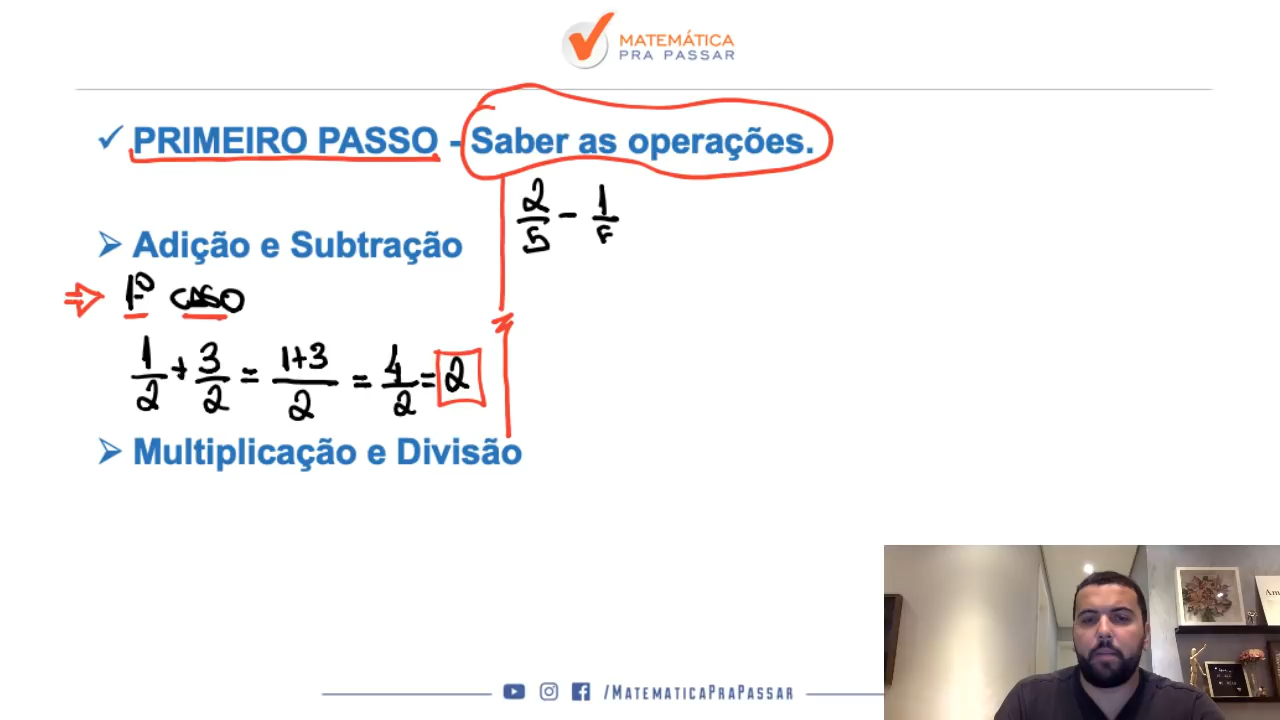 MATEMÁTICA
PRA PASSAR
✓ PRIMEIRO PASSO - Saber as operações.
2/5 - 1/
➢ Adição e Subtração
⇒ 1º CASO
1/2 + 3/2 = 1+3/2 = 4/2 = 2
➢ Multiplicação e Divisão
/MATEMATICAPRAPASSAR